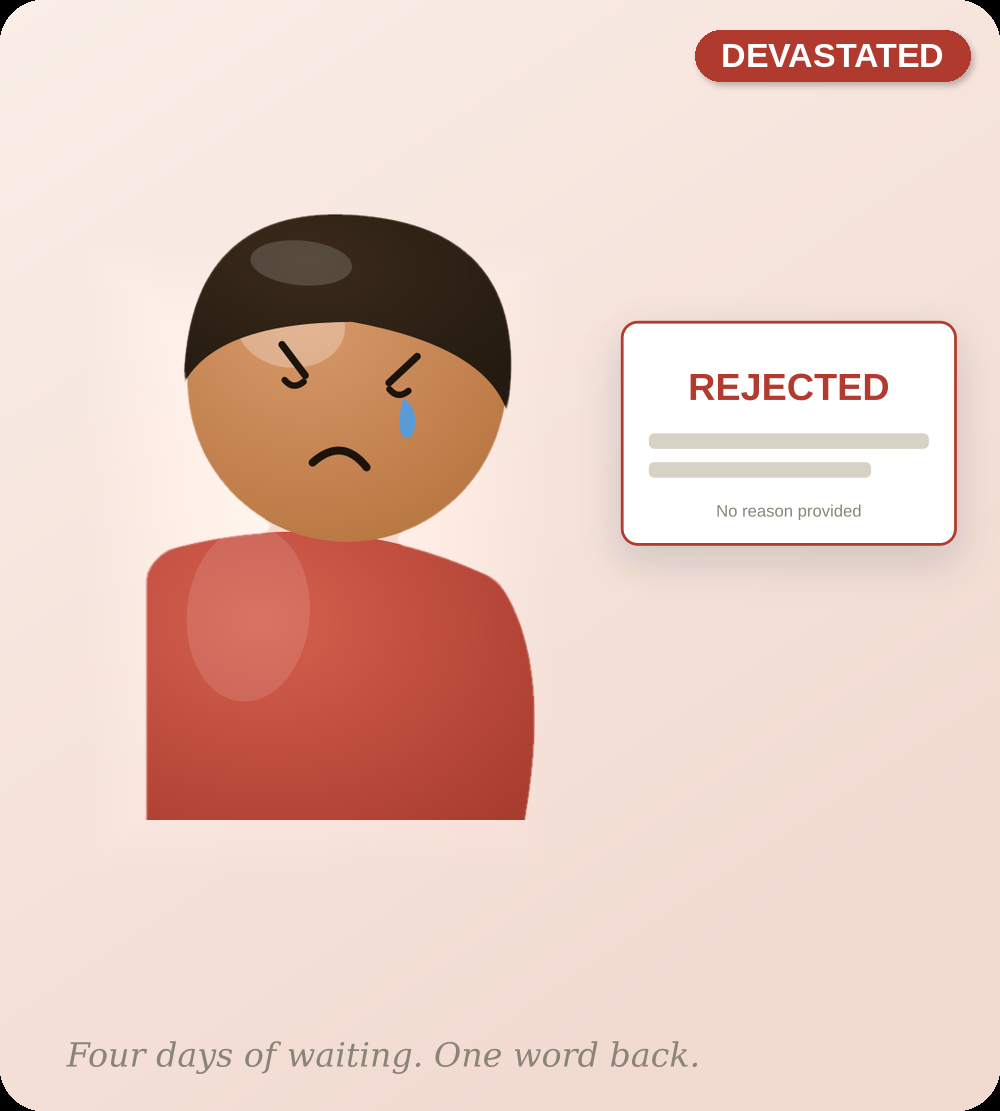 DEVASTATED
REJECTED
No reason provided
Four days of waiting. One word back.